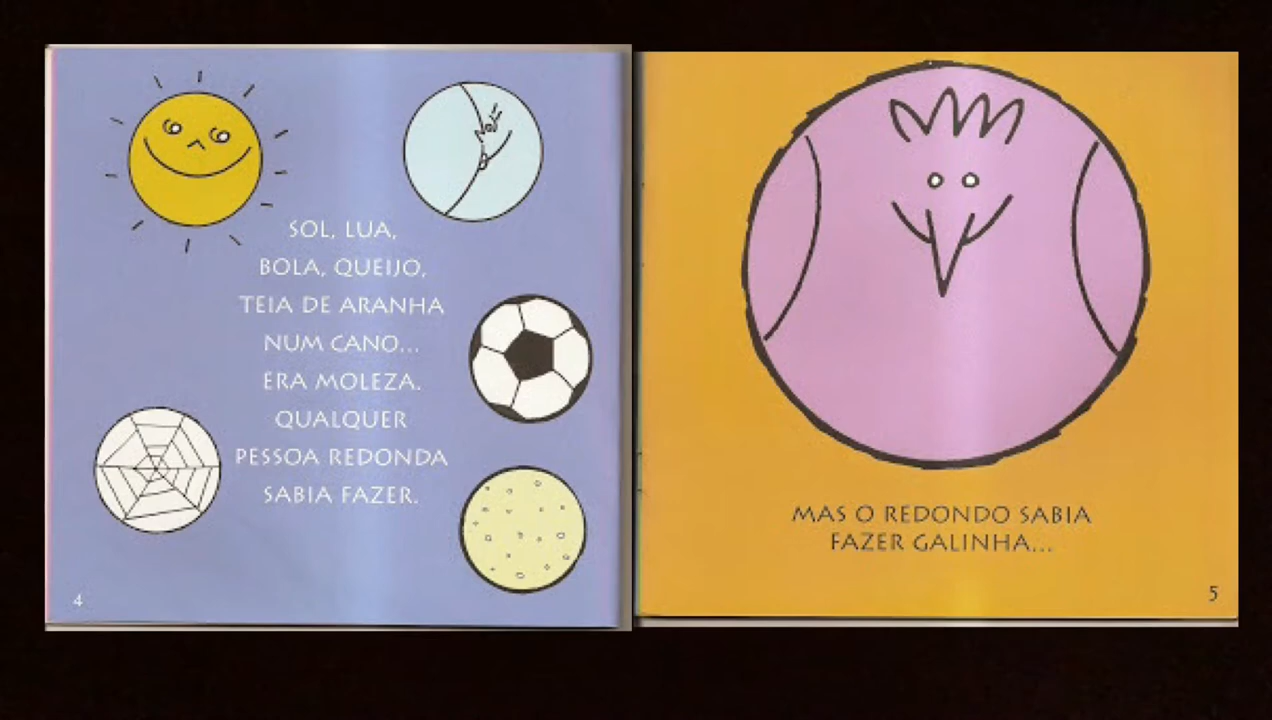 SOL, LUA,
BOLA, QUEIJO,
TEIA DE ARANHA
NUM CANO...
ERA MOLEZA.
QUALQUER
PESSOA REDONDA
SABIA FAZER.
4
MAS O REDONDO SABIA
FAZER GALINHA...
5